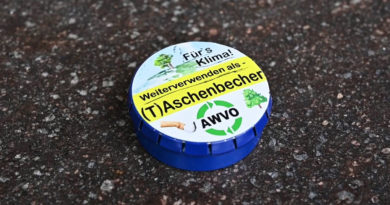 Für's
Klima!
Weiterverwenden als -
(T)Aschenbecher
AWVO